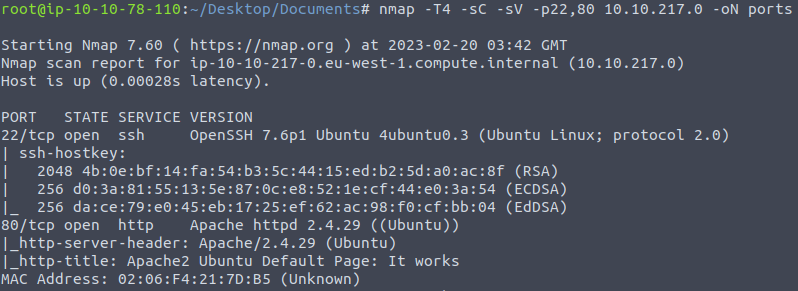 root@ip-10-10-78-110:~/Desktop/Documents# nmap -T4 -sC -sV -p22,80 10.10.217.0 -oN ports
Starting Nmap 7.60 ( https://nmap.org ) at 2023-02-20 03:42 GMT
Nmap scan report for ip-10-10-217-0.eu-west-1.compute.internal (10.10.217.0)
Host is up (0.00028s latency).
PORT   STATE SERVICE VERSION
22/tcp open  ssh     OpenSSH 7.6p1 Ubuntu 4ubuntu0.3 (Ubuntu Linux; protocol 2.0)
| ssh-hostkey:
|   2048 4b:0e:bf:14:fa:54:b3:5c:44:15:ed:b2:5d:a0:ac:8f (RSA)
|   256 d0:3a:81:55:13:5e:87:0c:e8:52:1e:cf:44:e0:3a:54 (ECDSA)
|_  256 da:ce:79:e0:45:eb:17:25:ef:62:ac:98:f0:cf:bb:04 (EdDSA)
80/tcp open  http    Apache httpd 2.4.29 ((Ubuntu))
|_http-server-header: Apache/2.4.29 (Ubuntu)
|_http-title: Apache2 Ubuntu Default Page: It works
MAC Address: 02:06:F4:21:7D:B5 (Unknown)